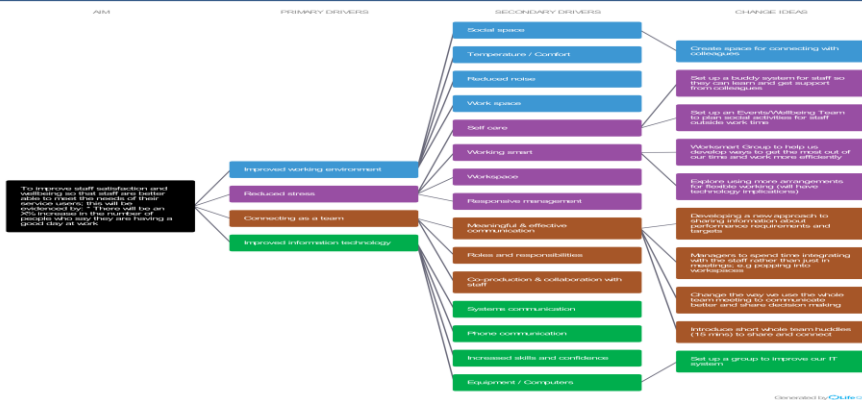 AIM
PRIMARY DRIVERS
SECONDARY DRIVERS
CHANGE IDEAS
To improve staff satisfaction and
wellbeing so that staff are better
able to meet the needs of their
service users; this will be
evidenced by: * There will be an
X% increase in the number of
people who say they are having a
good day at work
Improved working environment
Reduced stress
Connecting as a team
Improved information technology
Social space
Temperature / Comfort
Reduced noise
Work space
Self care
Working smart
Workspace
Responsive management
Meaningful & effective
communication
Roles and responsibilities
Co-production & collaboration with
staff
Systems communication
Phone communication
Increased skills and confidence
Equipment / Computers
Create space for connecting with
colleagues
Set up a buddy system for staff so
they can learn and get support
from colleagues
Set up an Events/Wellbeing Team
to plan social activities for staff
outside work time
Worksmart Group to help us
develop ways to get the most out of
our time and work more efficiently
Explore using more arrangements
for flexible working (will have
technology implications)
Developing a new approach to
sharing information about
performance requirements and
targets
Managers to spend time integrating
with the staff rather than just in
meetings; e.g popping into
workspaces
Change the way we use the whole
team meeting to communicate
better and share decision making
Introduce short whole team huddles
(15 mins) to share and connect
Set up a group to improve our IT
system
Generated by